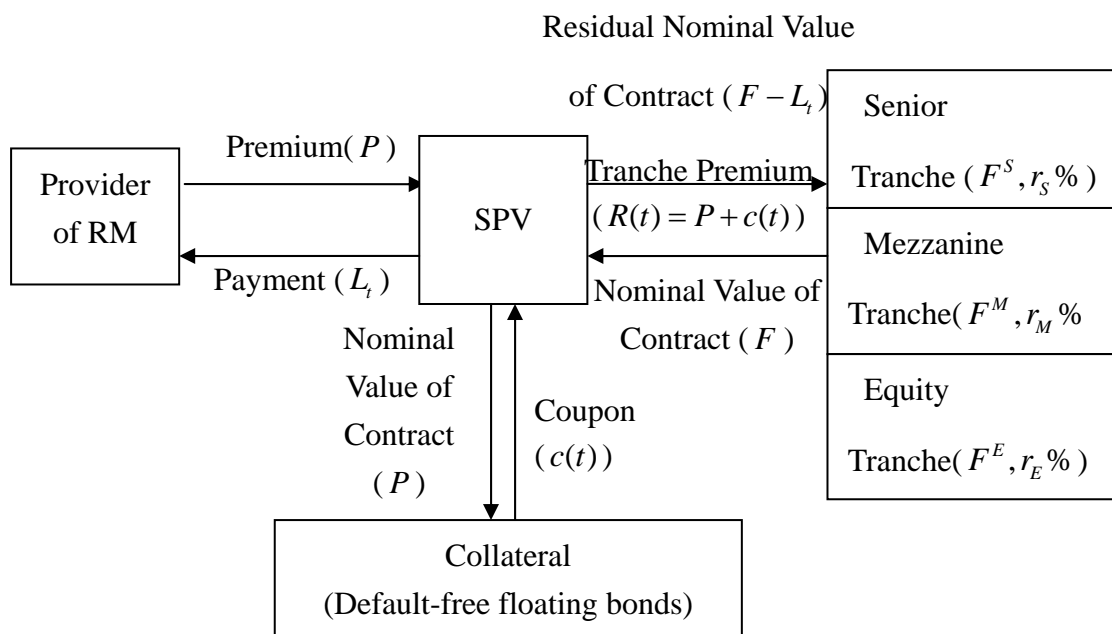 Residual Nominal Value
of Contract ( F − L_t )
Provider
of RM
Premium( P )
Payment ( L_t )
SPV
Tranche Premium
( R(t) = P + c(t) )
Nominal Value of
Contract ( F )
Senior
Tranche ( F^S , r_S % )
Mezzanine
Tranche( F^M , r_M %
Equity
Tranche( F^E , r_E % )
Nominal
Value of
Contract
( P )
Coupon
( c(t) )
Collateral
(Default-free floating bonds)